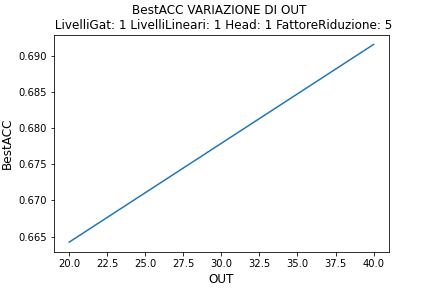 BestACC VARIAZIONE DI OUT
LivelliGat: 1 LivelliLineari: 1 Head: 1 FattoreRiduzione: 5
0.690
0.685
0.680
0.675
0.670
0.665
BestACC
20.0 22.5 25.0 27.5 30.0 32.5 35.0 37.5 40.0
OUT